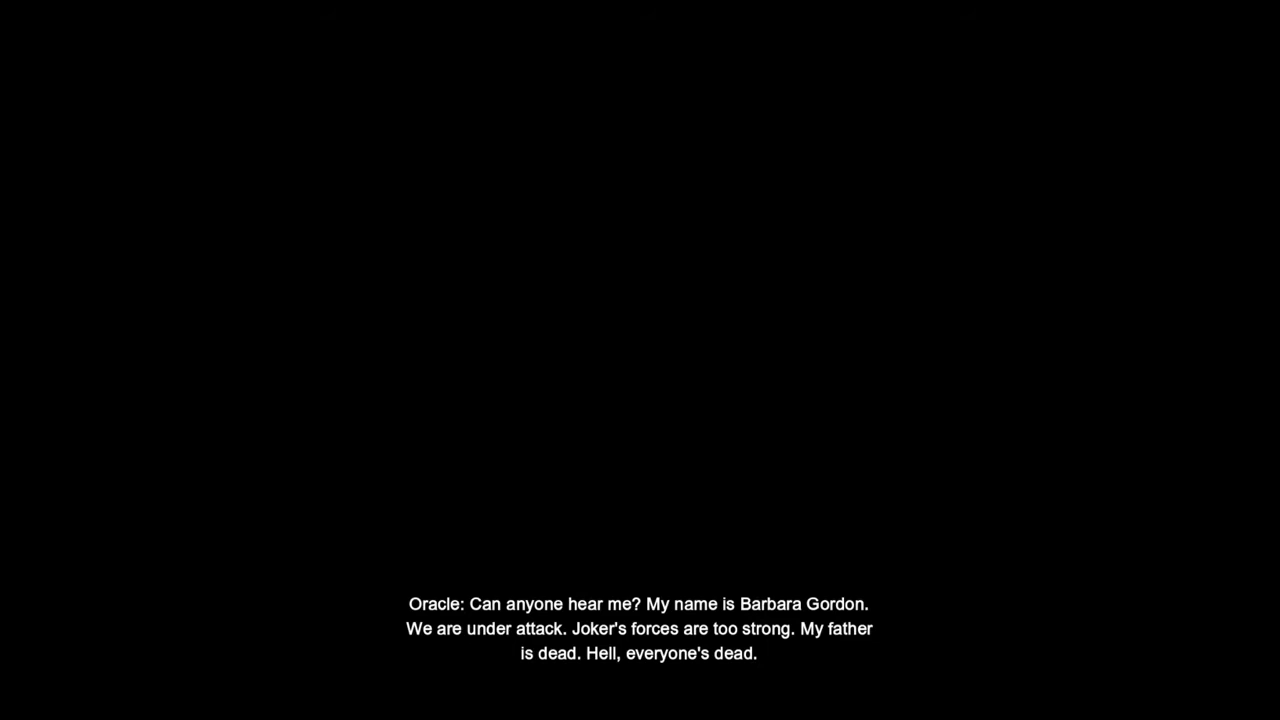 Oracle: Can anyone hear me? My name is Barbara Gordon.
We are under attack. Joker's forces are too strong. My father
is dead. Hell, everyone's dead.